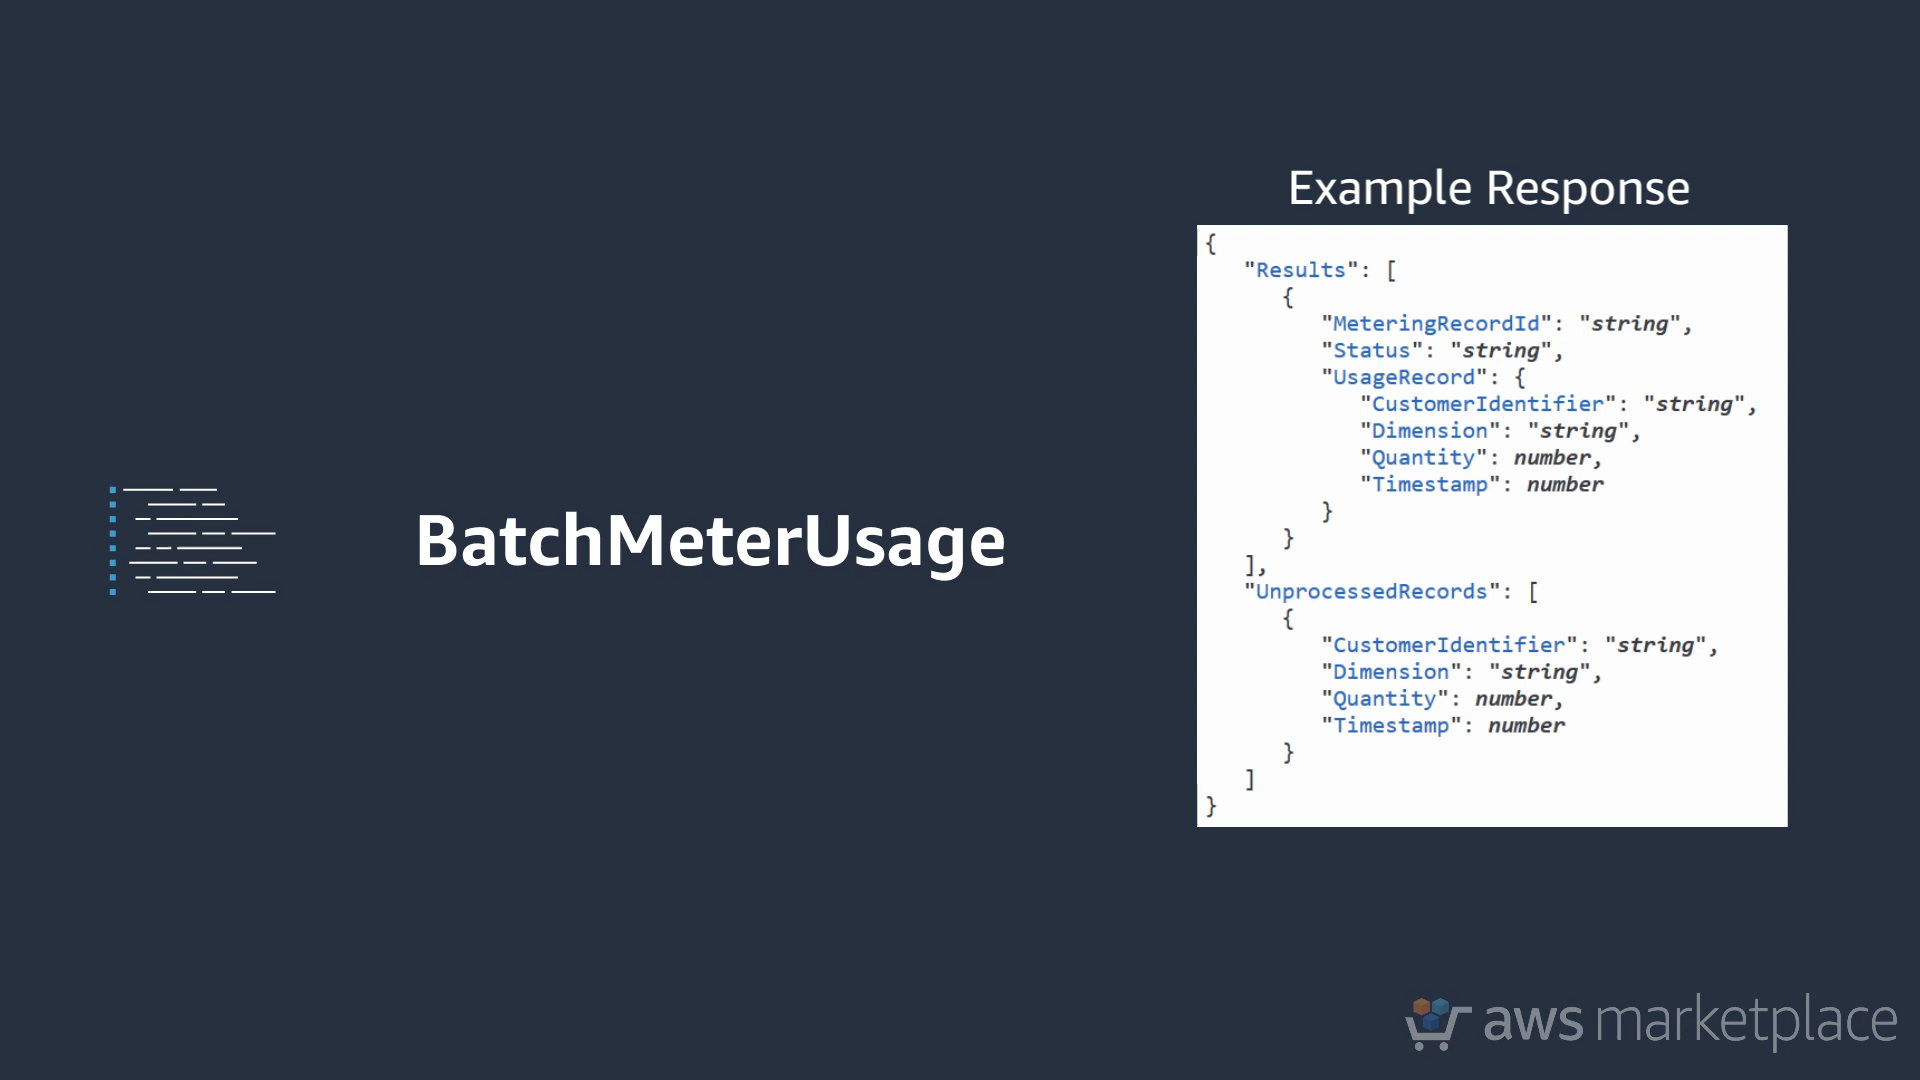 BatchMeterUsage
Example Response
{
"Results": [
{
"MeteringRecordId": "string",
"Status": "string",
"UsageRecord": {
"CustomerIdentifier": "string",
"Dimension": "string",
"Quantity": number,
"Timestamp": number
}
}
],
"UnprocessedRecords": [
{
"CustomerIdentifier": "string",
"Dimension": "string",
"Quantity": number,
"Timestamp": number
}
]
}
aws marketplace